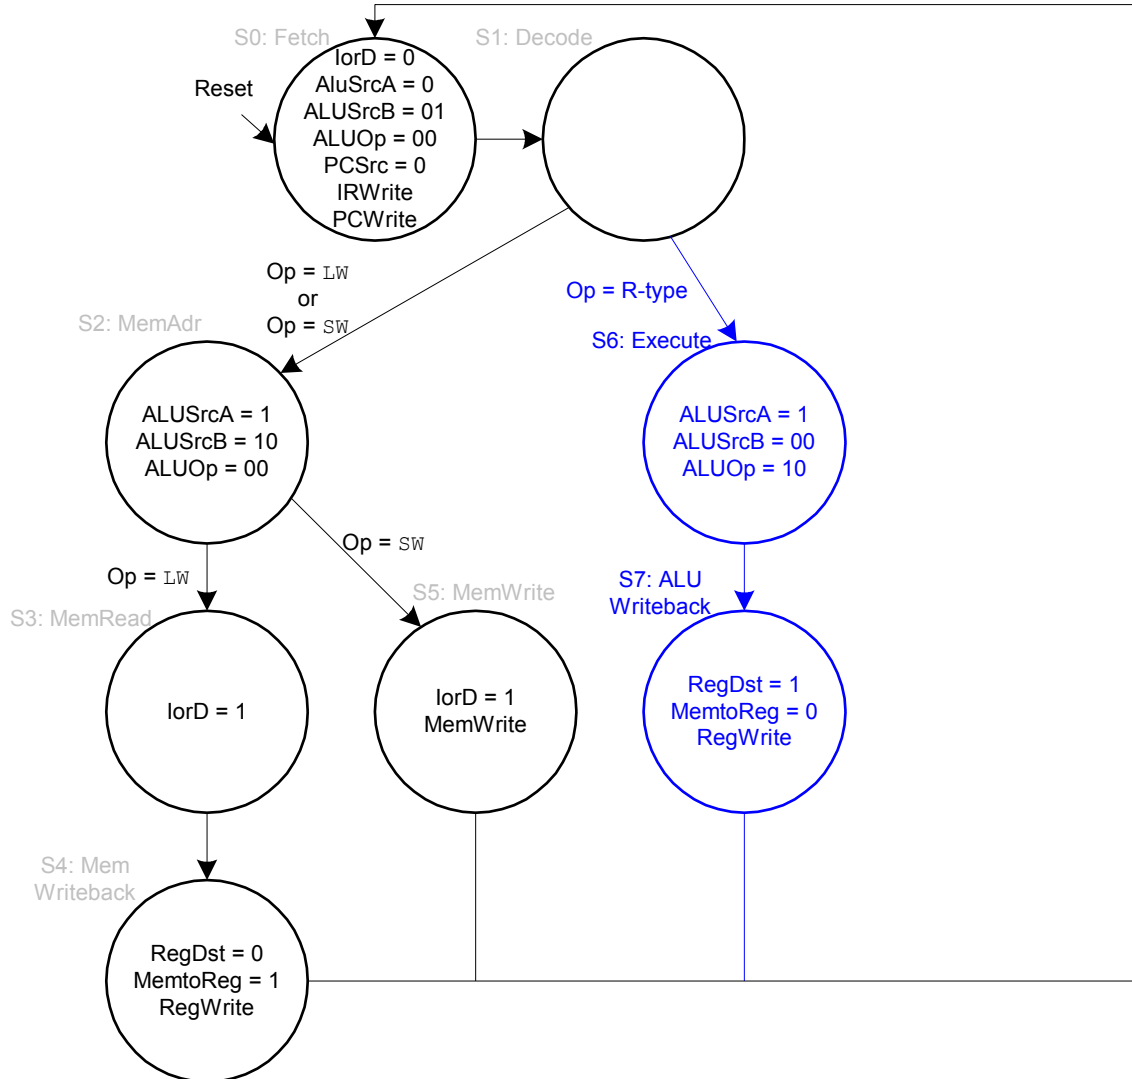 S0: Fetch
S1: Decode
Reset
IorD = 0
AluSrcA = 0
ALUSrcB = 01
ALUOp = 00
PCSrc = 0
IRWrite
PCWrite
Op = LW
or
Op = SW
Op = R-type
S2: MemAdr
S6: Execute
ALUSrcA = 1
ALUSrcB = 10
ALUOp = 00
ALUSrcA = 1
ALUSrcB = 00
ALUOp = 10
Op = LW
Op = SW
S3: MemRead
S5: MemWrite
S7: ALU
Writeback
IorD = 1
IorD = 1
MemWrite
RegDst = 1
MemtoReg = 0
RegWrite
S4: Mem
Writeback
RegDst = 0
MemtoReg = 1
RegWrite